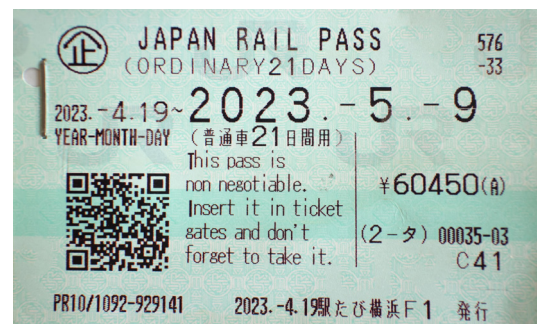 企 JAPAN RAIL PASS 576
(ORDINARY21DAYS) -33
2023.-4.19~2023.-5.-9
YEAR-MONTH-DAY (普通車21日間用)
This pass is
non negotiable. ¥60450(A)
Insert it in ticket
gates and don't (2-タ) 00035-03
forget to take it. C41
PR10/1092-929141 2023.-4.19駅たび横浜F1 発行